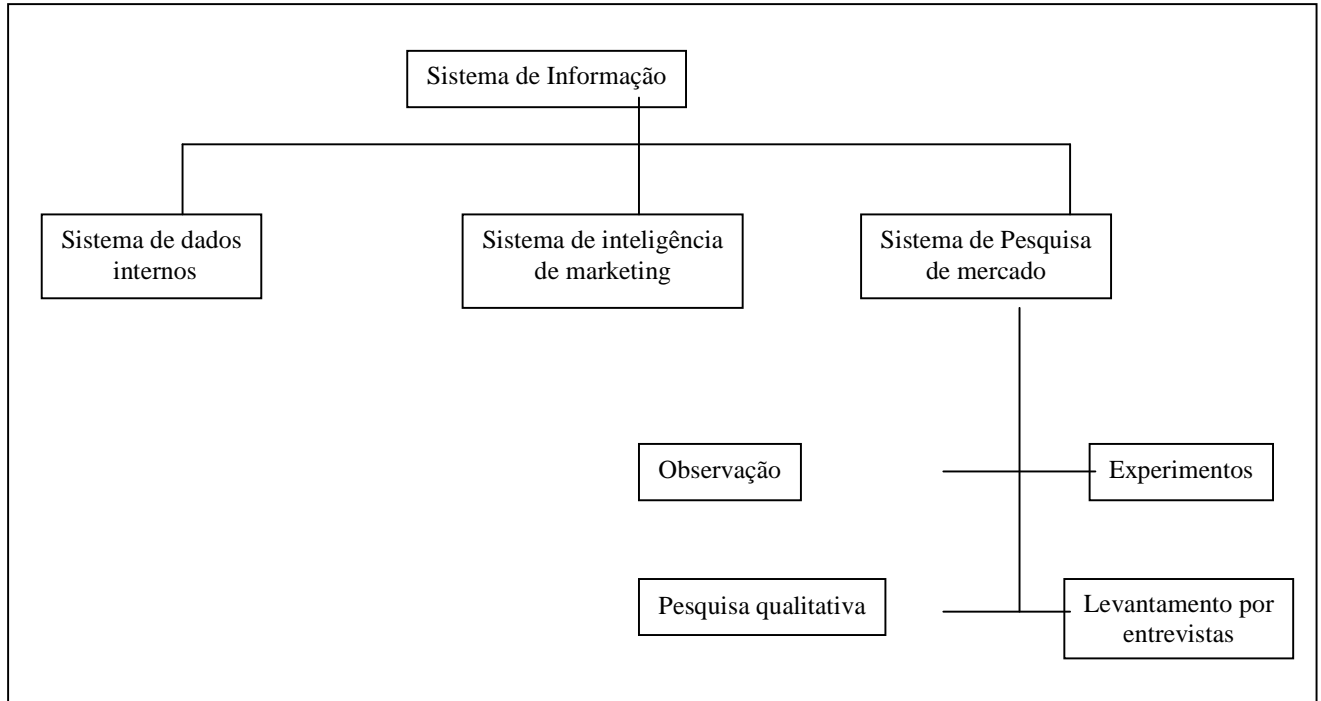 Sistema de Informação
Sistema de dados
internos
Sistema de inteligência
de marketing
Sistema de Pesquisa
de mercado
Observação
Experimentos
Pesquisa qualitativa
Levantamento por
entrevistas